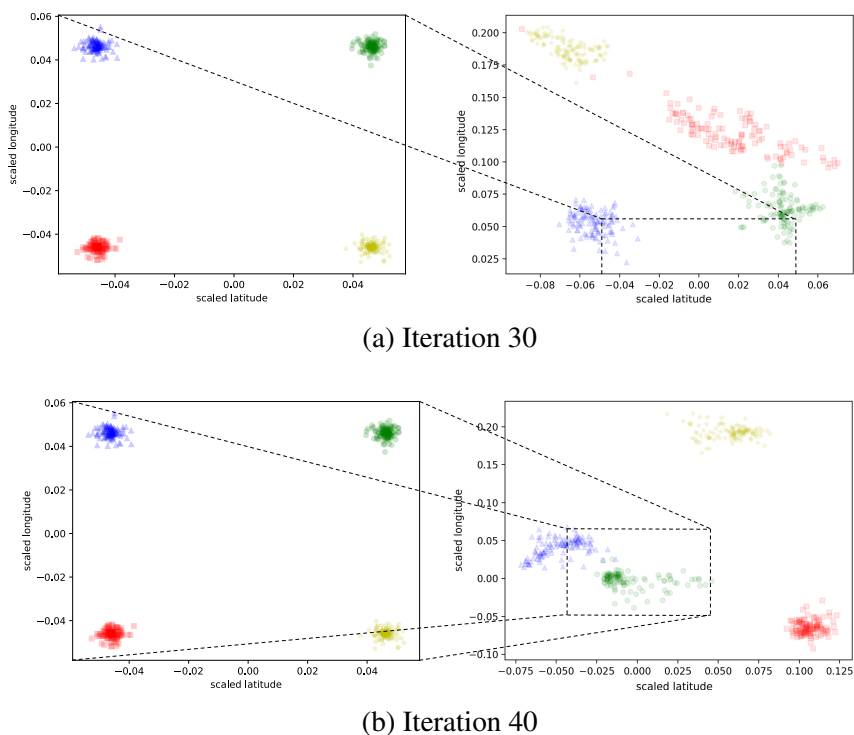 0.06
0.04
0.02
0.00
−0.02
−0.04
scaled longitude
−0.04 −0.02 0.00 0.02 0.04
scaled latitude
0.200
0.175
0.150
0.125
0.100
0.075
0.050
0.025
scaled longitude
−0.08 −0.06 −0.04 −0.02 0.00 0.02 0.04 0.06
scaled latitude
(a) Iteration 30
0.06
0.04
0.02
0.00
−0.02
−0.04
scaled longitude
−0.04 −0.02 0.00 0.02 0.04
scaled latitude
0.20
0.15
0.10
0.05
0.00
−0.05
−0.10
scaled longitude
−0.075 −0.050 −0.025 0.000 0.025 0.050 0.075 0.100 0.125
scaled latitude
(b) Iteration 40